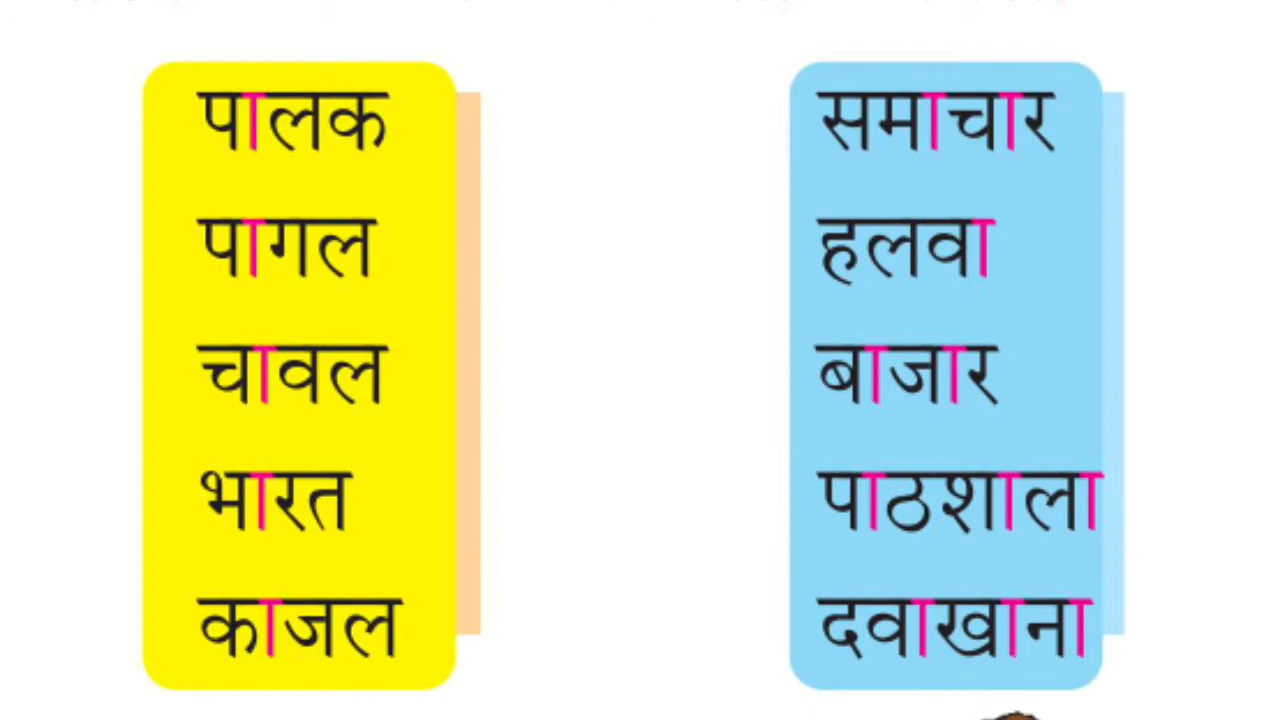 पालक
पागल
चावल
भारत
काजल
समाचार
हलवा
बाजार
पाठशाला
दवाखाना